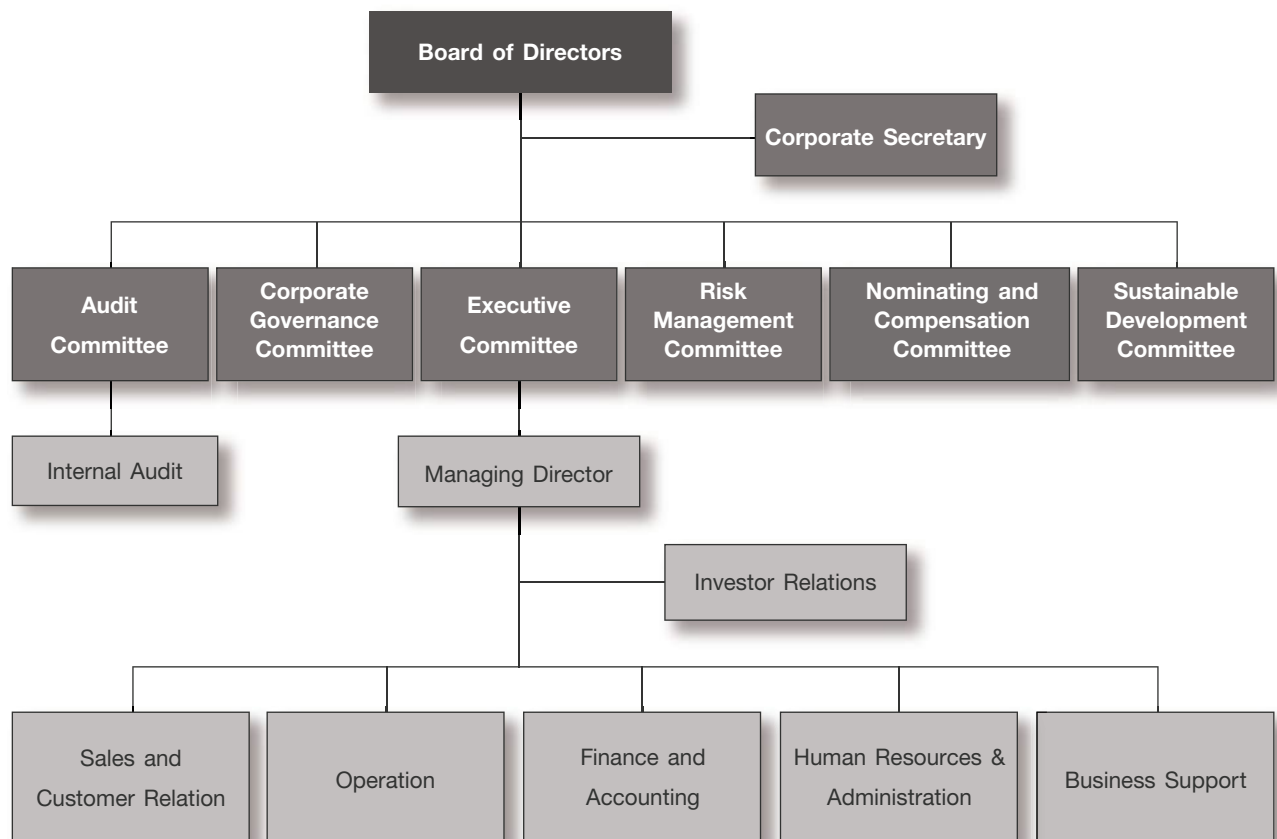 Board of Directors
Corporate Secretary
Audit
Committee
Corporate
Governance
Committee
Executive
Committee
Risk
Management
Committee
Nominating and
Compensation
Committee
Sustainable
Development
Committee
Internal Audit
Managing Director
Investor Relations
Sales and
Customer Relation
Operation
Finance and
Accounting
Human Resources &
Administration
Business Support